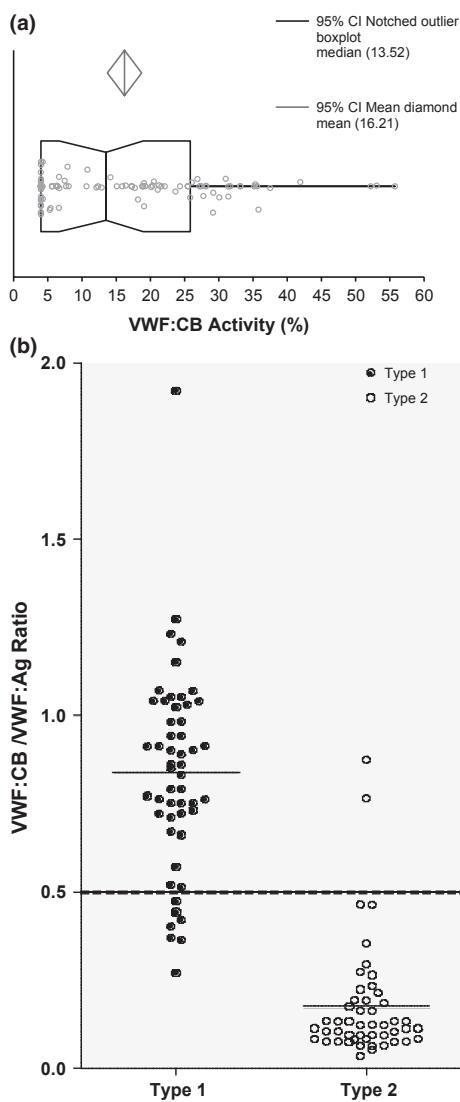 (a)
95% CI Notched outlier
boxplot
median (13.52)
95% CI Mean diamond
mean (16.21)
0 5 10 15 20 25 30 35 40 45 50 55 60
VWF:CB Activity (%)
(b)
2.0
1.5
1.0
0.5
0.0
VWF:CB /VWF:Ag Ratio
Type 1
Type 2
Type 1 Type 2